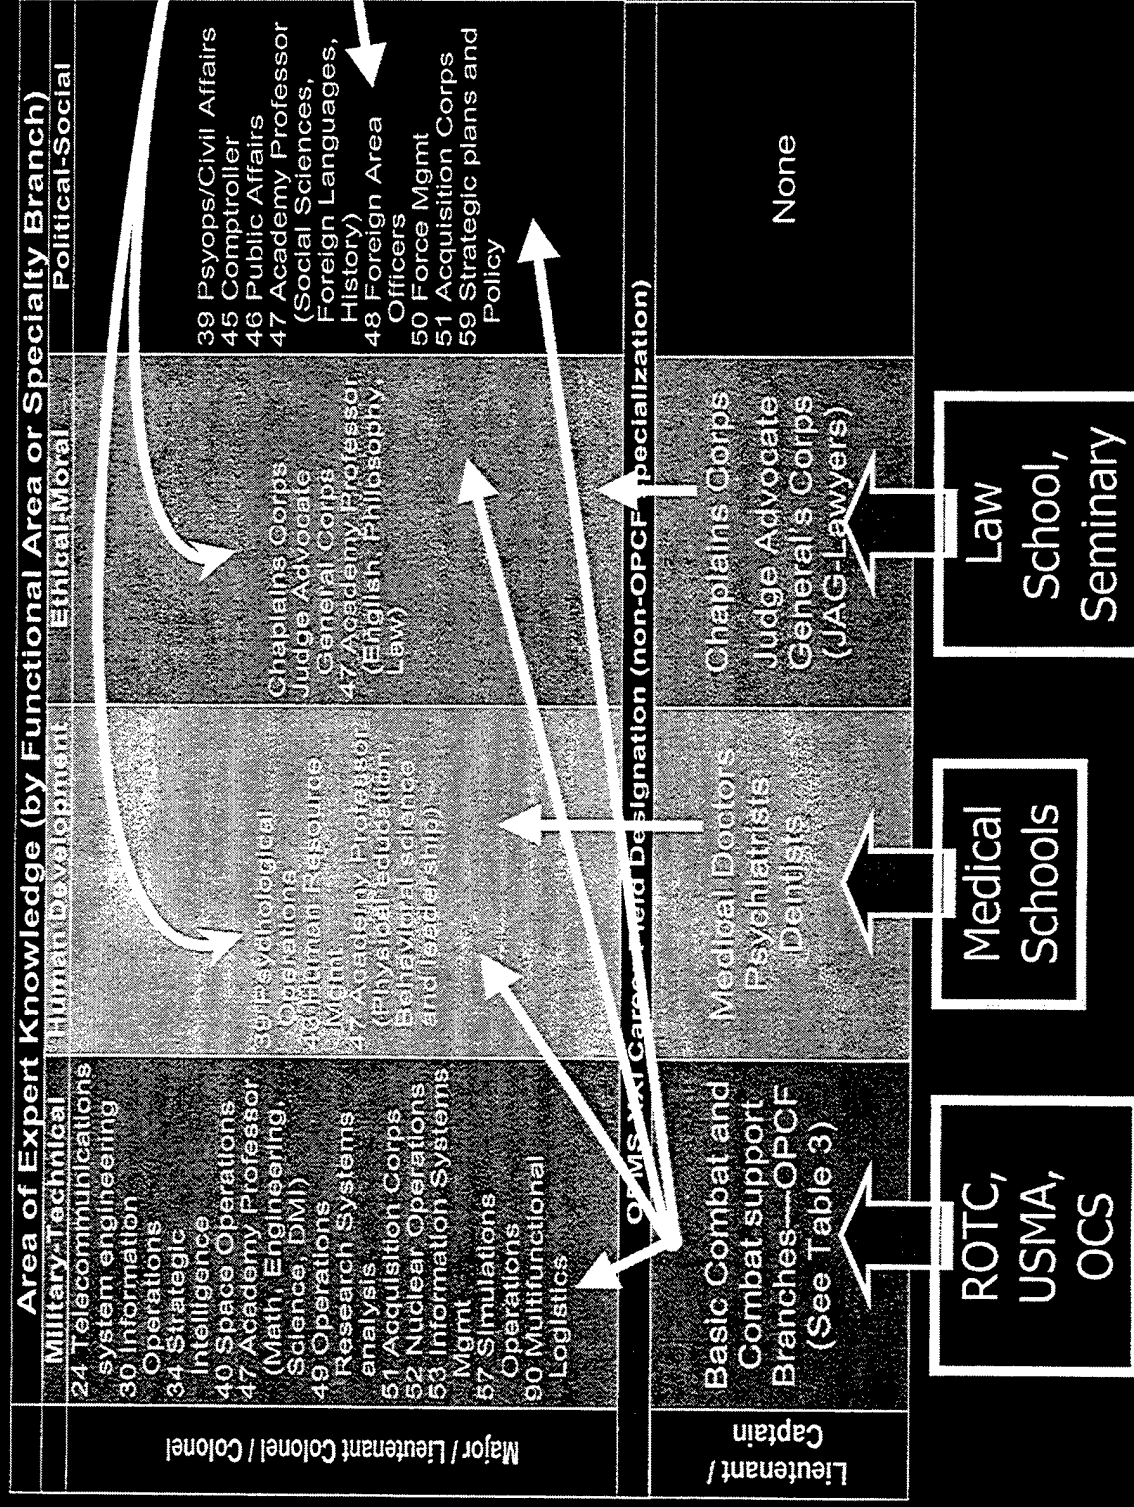 Area of Expert Knowledge (by Functional Area or Specialty Branch)
Military-Technical
Human Development
Ethical-Moral
Political-Social
Major / Lieutenant Colonel / Colonel
24 Telecommunications
system engineering
30 Information
Operations
34 Strategic
Intelligence
40 Space Operations
47 Academy Professor
(Math, Engineering,
Science, DMI)
49 Operations
Research Systems
analysis
51 Acquisition Corps
52 Nuclear Operations
53 Information Systems
Mgmt
57 Simulations
Operations
90 Multifunctional
Logistics
39 Psychological
Operations
43 Human Resource
Mgmt
47 Academy Professor
(Physical education,
Behavioral science
and leadership)
Chaplains Corps
Judge Advocate
General Corps
47 Academy Professor
(English, Philosophy,
Law)
39 Psyops/Civil Affairs
45 Comptroller
46 Public Affairs
47 Academy Professor
(Social Sciences,
Foreign Languages,
History)
48 Foreign Area
Officers
50 Force Mgmt
51 Acquisition Corps
59 Strategic plans and
Policy
OPMS XXI Career Field Designation (non-OPCF specialization)
Lieutenant /
Captain
Basic Combat and
Combat support
Branches—OPCF
(See Table 3)
Medical Doctors
Psychiatrists
Dentists
Chaplains Corps
Judge Advocate
General's Corps
(JAG-Lawyers)
None
ROTC,
USMA,
OCS
Medical
Schools
Law
School,
Seminary